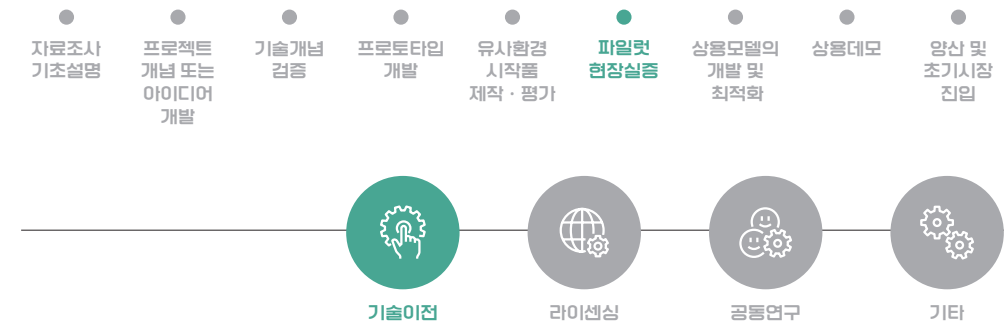 자료조사
기초설명
프로젝트
개념 또는
아이디어
개발
기술개념
검증
프로토타입
개발
유사환경
시작품
제작 · 평가
파일럿
현장실증
상용모델의
개발 및
최적화
상용데모
양산 및
초기시장
진입
기술이전
라이센싱
공동연구
기타